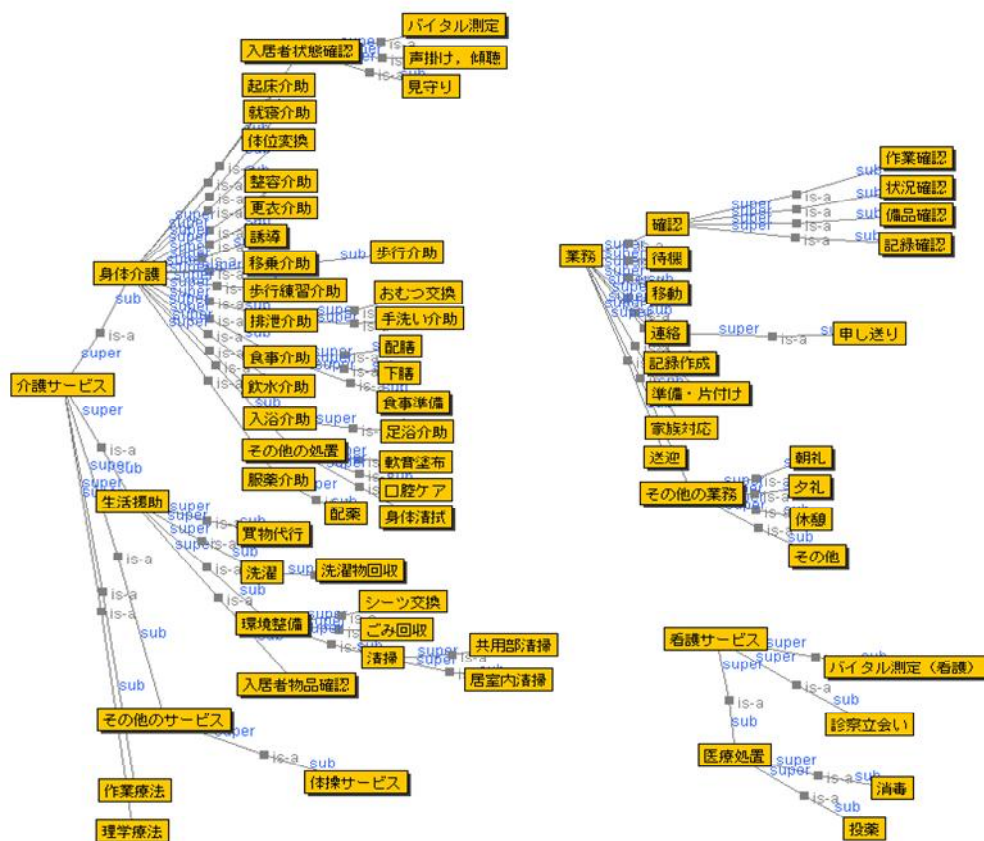 介護サービス
身体介護
入居者状態確認
バイタル測定
声掛け，傾聴
見守り
起床介助
就寝介助
体位変換
整容介助
更衣介助
誘導
移乗介助
歩行介助
歩行練習介助
排泄介助
おむつ交換
手洗い介助
食事介助
配膳
下膳
食事準備
飲水介助
入浴介助
足浴介助
その他の処置
軟膏塗布
口腔ケア
身体清拭
服薬介助
配薬
生活援助
買物代行
洗濯
洗濯物回収
環境整備
シーツ交換
ごみ回収
清掃
共用部清掃
居室内清掃
入居者物品確認
その他のサービス
体操サービス
作業療法
理学療法
業務
確認
作業確認
状況確認
備品確認
記録確認
待機
移動
連絡
申し送り
記録作成
準備・片付け
家族対応
送迎
その他の業務
朝礼
夕礼
休憩
その他
看護サービス
バイタル測定（看護）
診察立会い
医療処置
消毒
投薬
super
is-a
sub